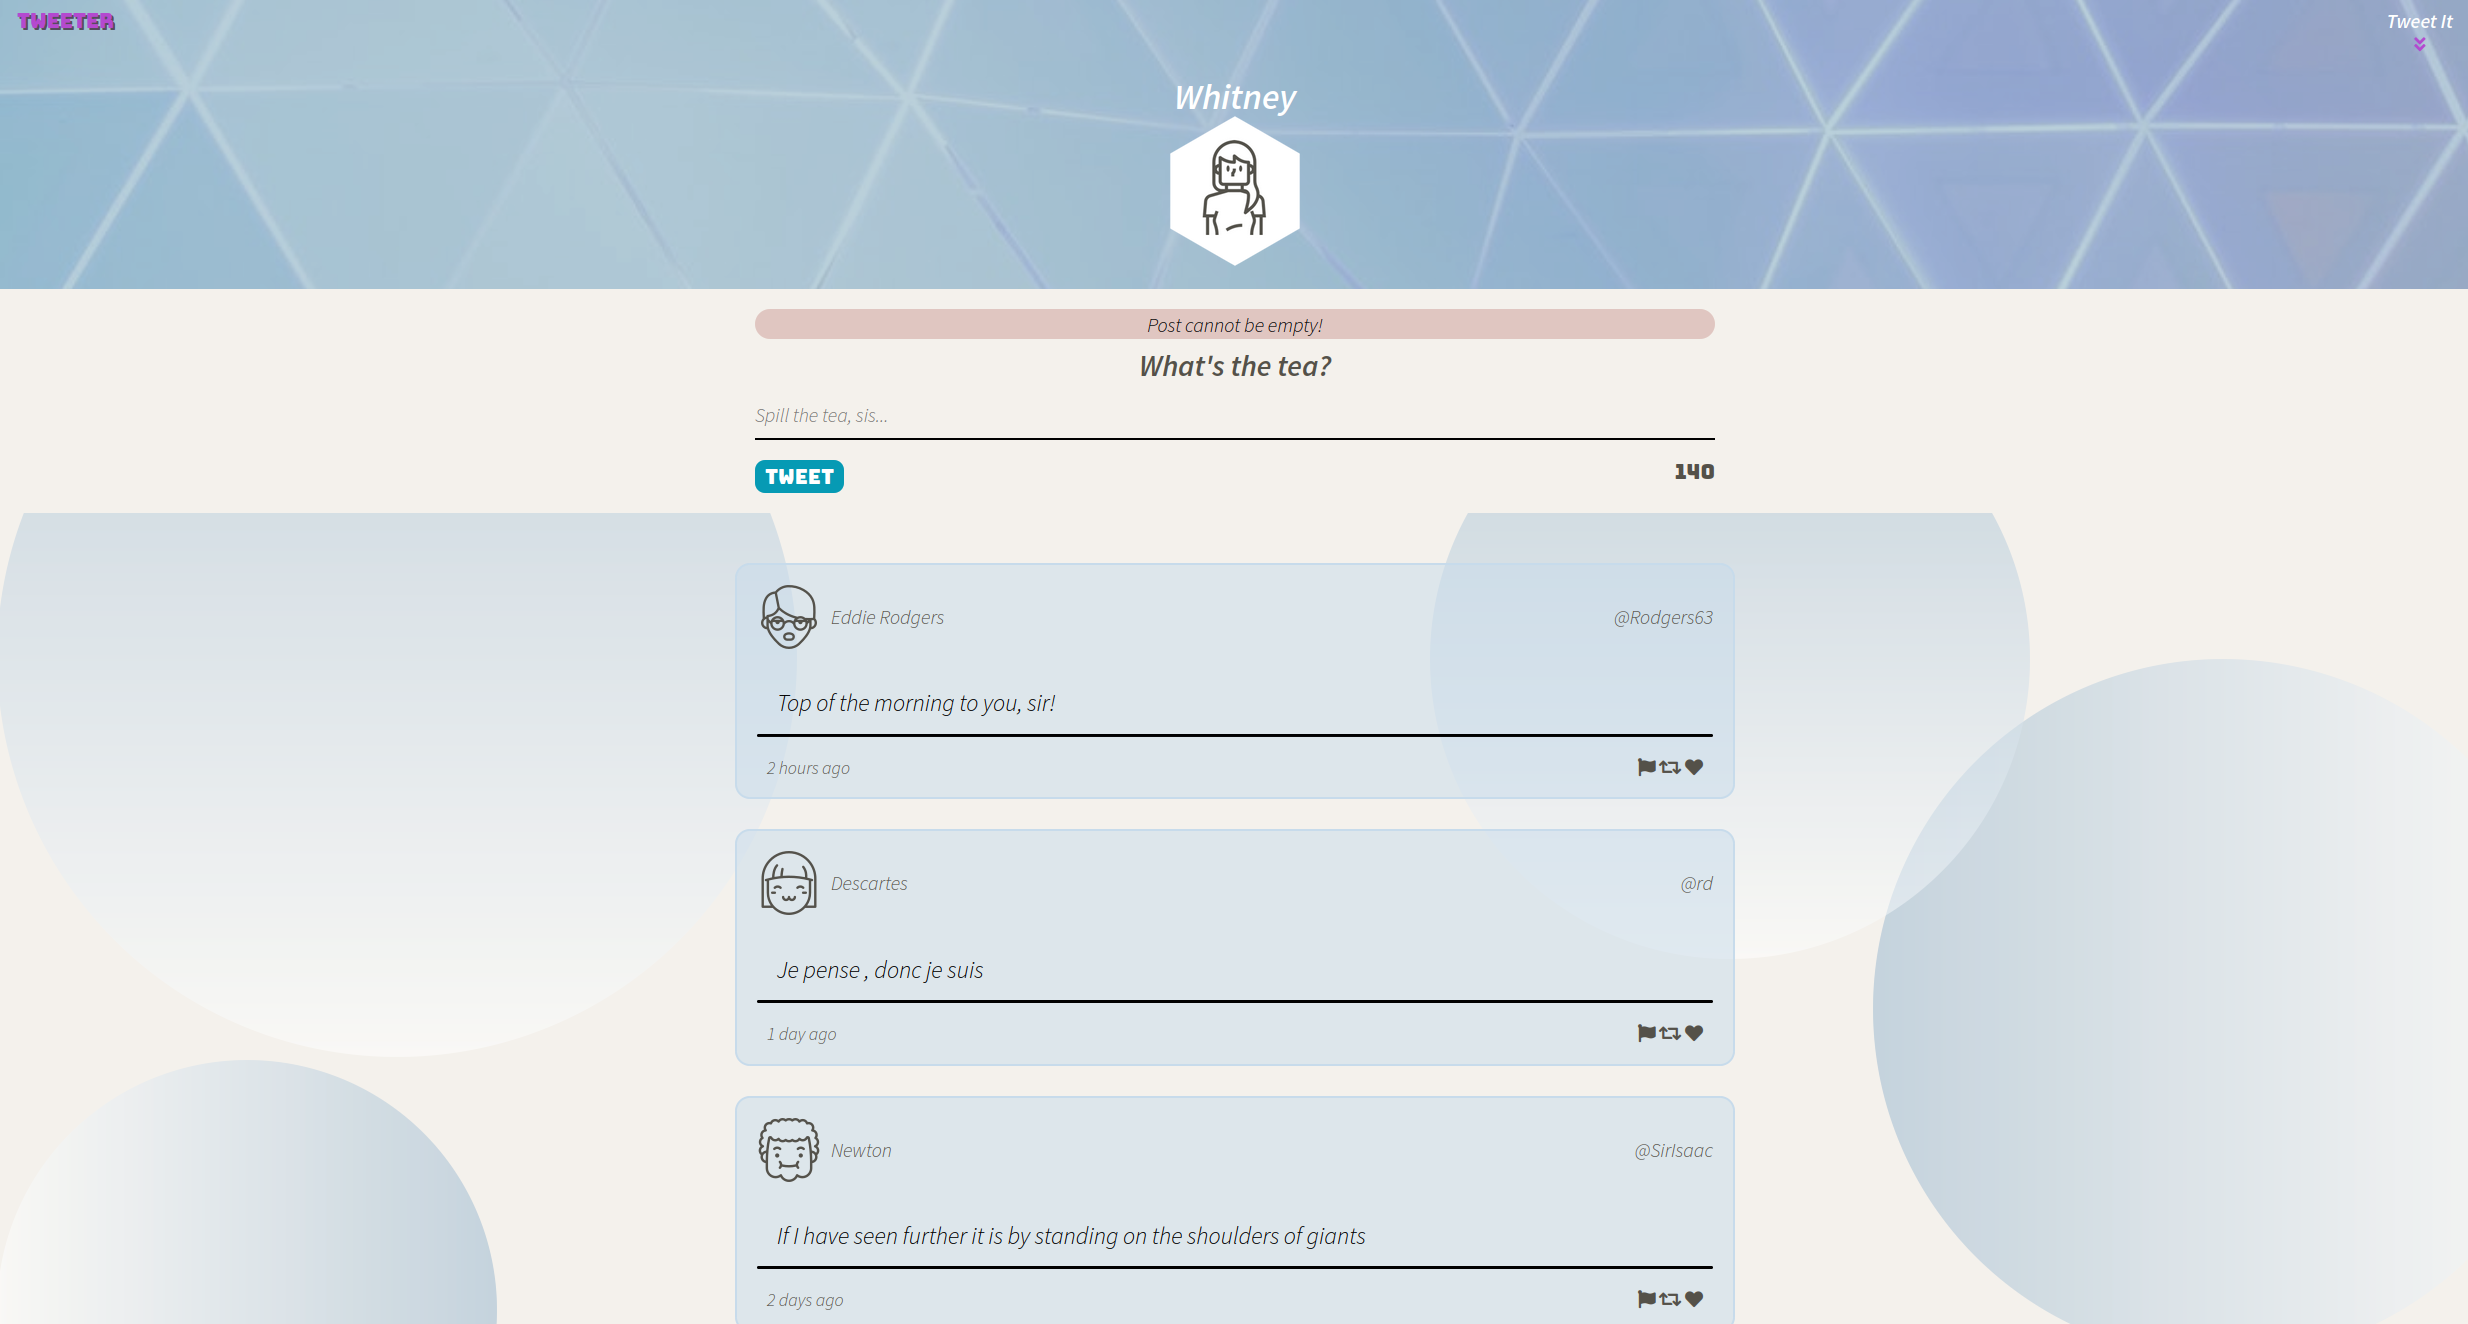 TWEETER
Tweet It
Whitney
Post cannot be empty!
What's the tea?
Spill the tea, sis...
TWEET
140
Eddie Rodgers
@Rodgers63
Top of the morning to you, sir!
2 hours ago
Descartes
@rd
Je pense , donc je suis
1 day ago
Newton
@SirIsaac
If I have seen further it is by standing on the shoulders of giants
2 days ago